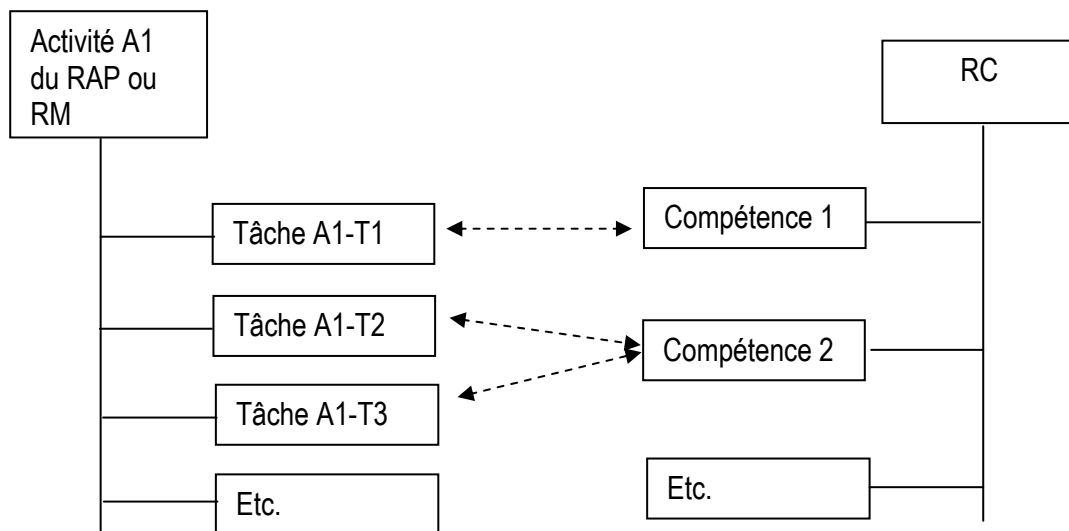 Activité A1
du RAP ou
RM
RC
Tâche A1-T1
Compétence 1
Tâche A1-T2
Compétence 2
Tâche A1-T3
Etc.
Etc.